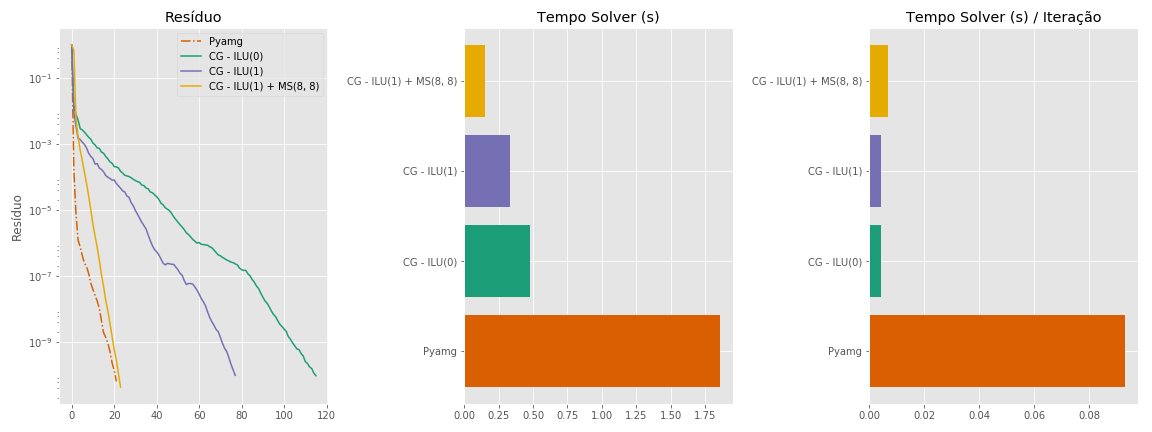 Resíduo
Pyamg
CG - ILU(0)
CG - ILU(1)
CG - ILU(1) + MS(8, 8)
Resíduo
10⁻¹
10⁻³
10⁻⁵
10⁻⁷
10⁻⁹
0 20 40 60 80 100 120
Tempo Solver (s)
CG - ILU(1) + MS(8, 8)
CG - ILU(1)
CG - ILU(0)
Pyamg
0.00 0.25 0.50 0.75 1.00 1.25 1.50 1.75
Tempo Solver (s) / Iteração
CG - ILU(1) + MS(8, 8)
CG - ILU(1)
CG - ILU(0)
Pyamg
0.00 0.02 0.04 0.06 0.08